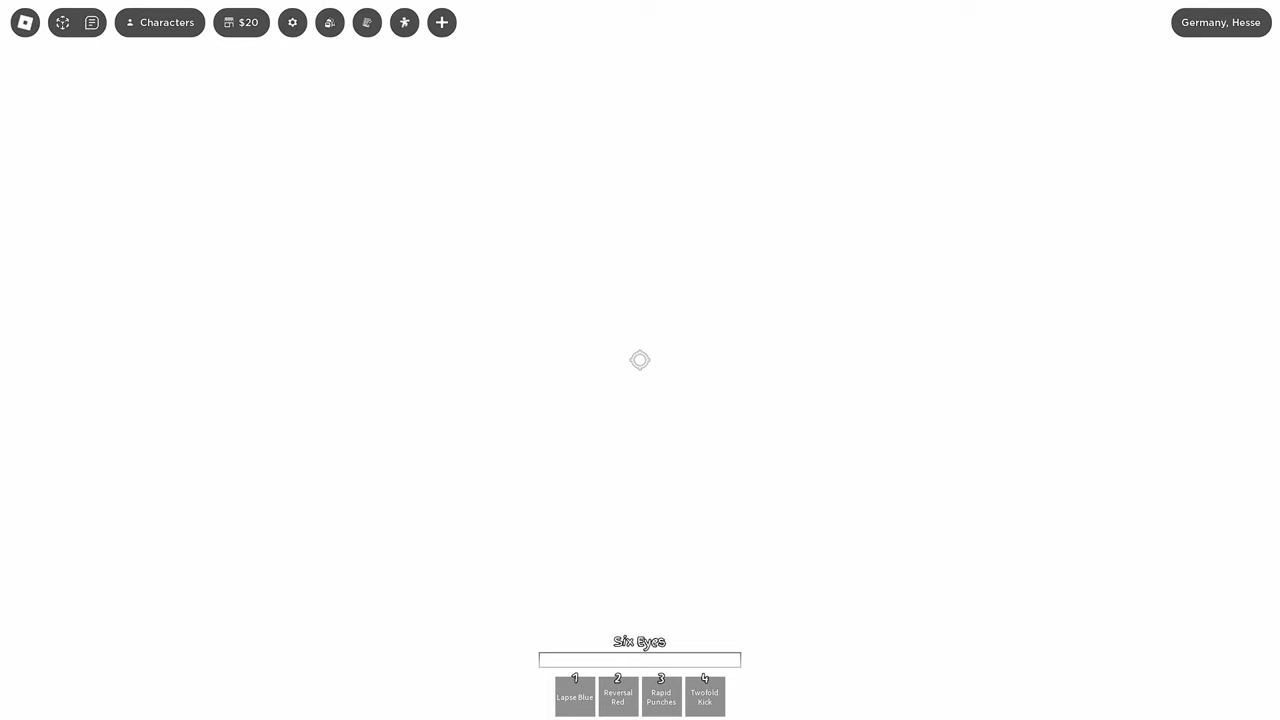 Characters
$20
Germany, Hesse
Six Eyes
1 2 3 4
Lapse Blue
Reversal Red
Rapid Punches
Twofold Kick